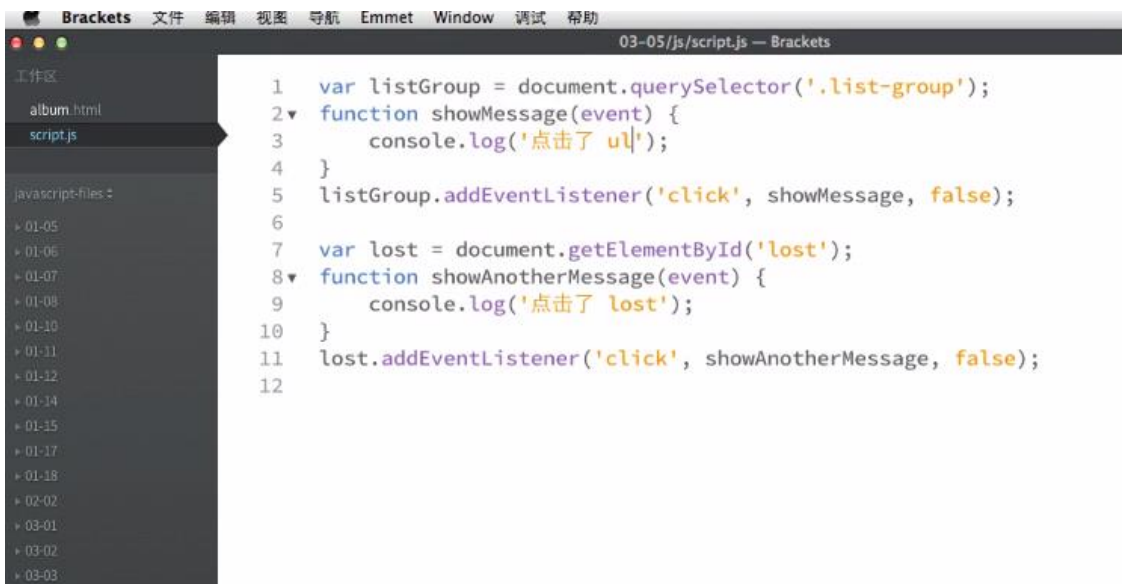 Brackets 文件 编辑 视图 导航 Emmet Window 调试 帮助
03-05/js/script.js — Brackets
工作区
album.html
script.js
javascript-files
01-05
01-06
01-07
01-08
01-10
01-11
01-12
01-14
01-15
01-17
01-18
02-02
03-01
03-02
03-03
1 var listGroup = document.querySelector('.list-group');
2 function showMessage(event) {
3 console.log('点击了 ul');
4 }
5 listGroup.addEventListener('click', showMessage, false);
6
7 var lost = document.getElementById('lost');
8 function showAnotherMessage(event) {
9 console.log('点击了 lost');
10 }
11 lost.addEventListener('click', showAnotherMessage, false);
12